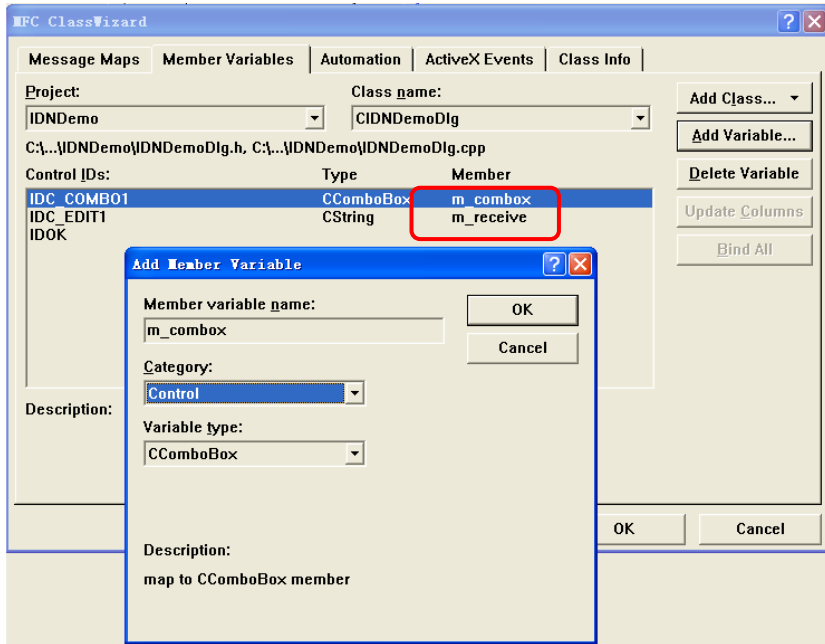 MFC ClassWizard
Message Maps Member Variables Automation ActiveX Events Class Info
Project: Class name:
IDNDemo CIDNDemoDlg
Add Class...
Add Variable...
C:\...\IDNDemo\IDNDemoDlg.h, C:\...\IDNDemo\IDNDemoDlg.cpp
Control IDs: Type Member
Delete Variable
IDC_COMBO1 CComboBox m_combox
IDC_EDIT1 CString m_receive
Update Columns
IDOK
Bind All
Add Member Variable
Member variable name:
m_combox
OK
Cancel
Category:
Control
Description:
Variable type:
CComboBox
OK Cancel
Description:
map to CComboBox member